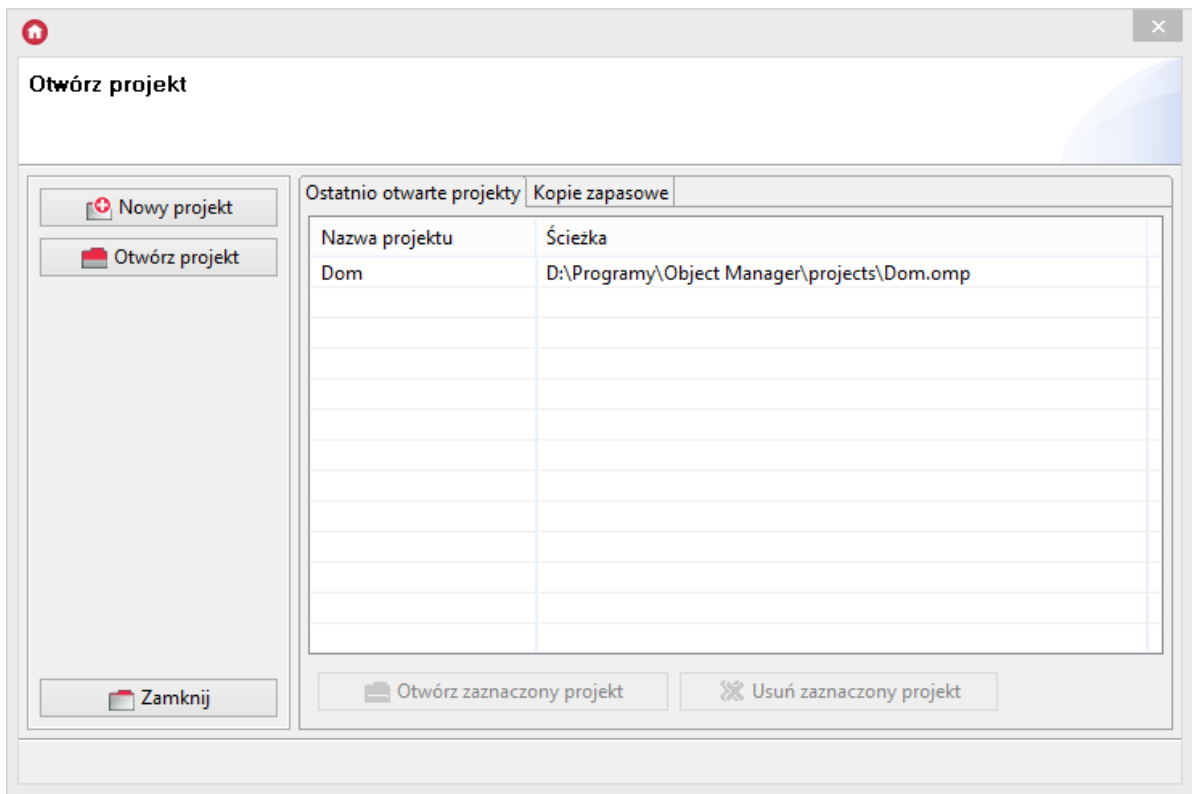 Otwórz projekt
Nowy projekt
Otwórz projekt
Zamknij
Ostatnio otwarte projekty Kopie zapasowe
Nazwa projektu Ścieżka
Dom D:\Programy\Object Manager\projects\Dom.omp
Otwórz zaznaczony projekt Usuń zaznaczony projekt